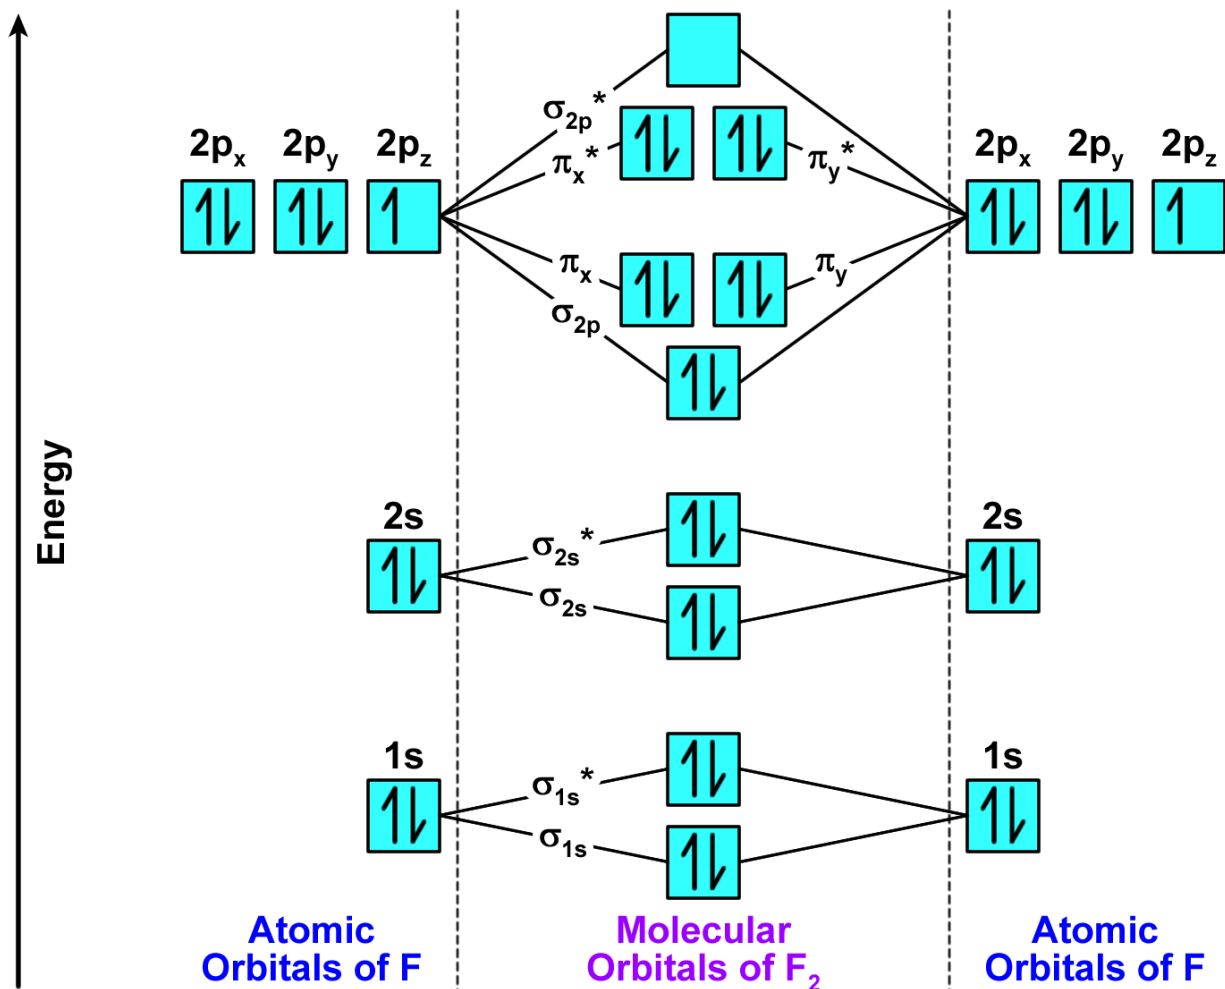 σ2p*
2px 2py 2pz
πx*
πy*
2px 2py 2pz
πx
πy
σ2p
Energy
2s
σ2s*
σ2s
2s
1s
σ1s*
σ1s
1s
Atomic
Orbitals of F
Molecular
Orbitals of F2
Atomic
Orbitals of F